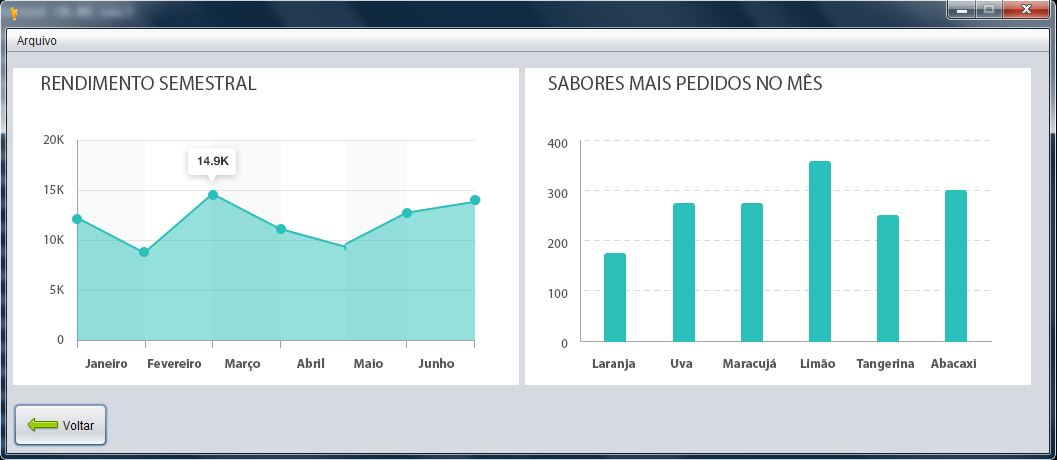 Arquivo
RENDIMENTO SEMESTRAL
20K
15K
10K
5K
0
14.9K
Janeiro Fevereiro Março Abril Maio Junho
SABORES MAIS PEDIDOS NO MÊS
400
300
200
100
0
Laranja Uva Maracujá Limão Tangerina Abacaxi
Voltar